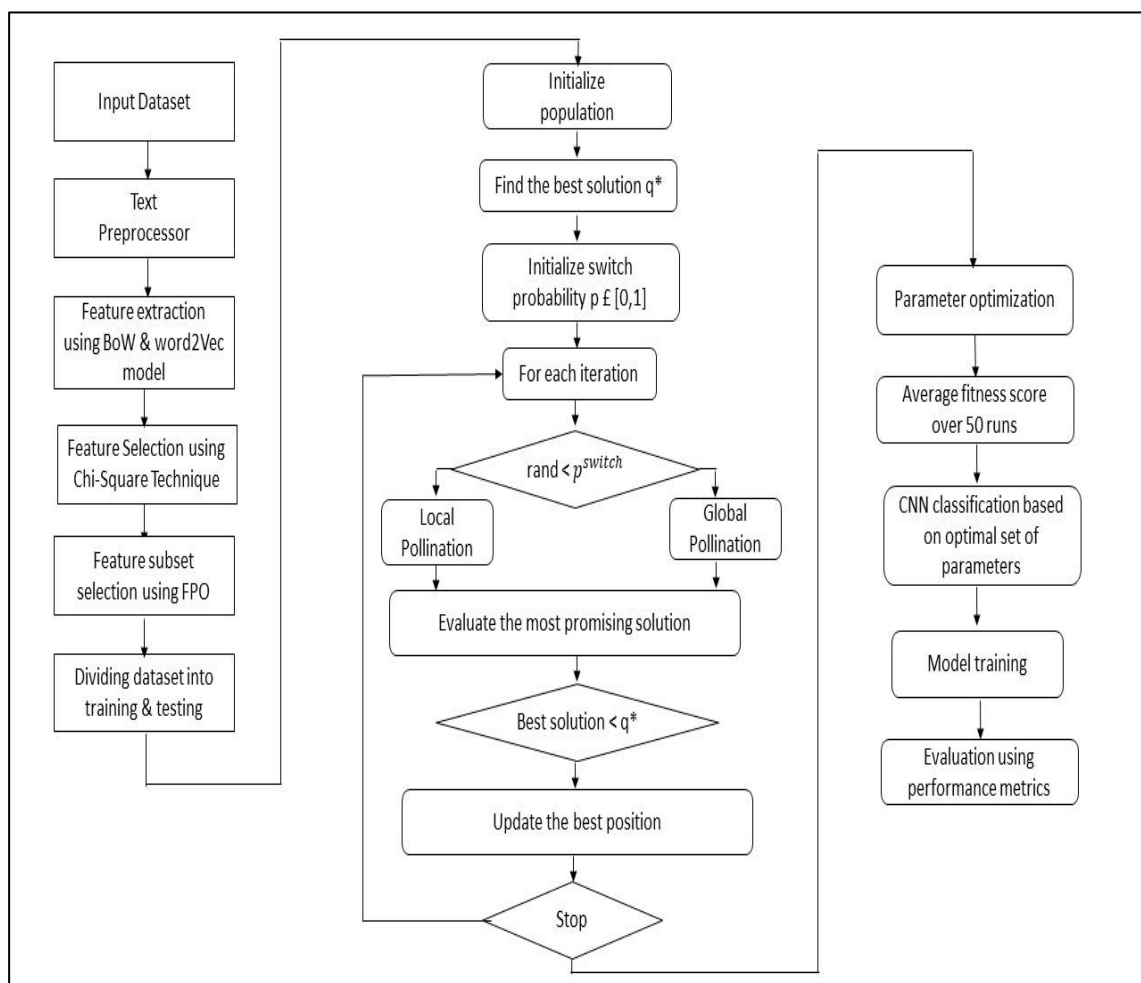 Input Dataset
Text
Preprocessor
Feature extraction
using BoW & word2Vec
model
Feature Selection using
Chi-Square Technique
Feature subset
selection using FPO
Dividing dataset into
training & testing
Initialize
population
Find the best solution q*
Initialize switch
probability p £ [0,1]
For each iteration
rand < p^switch
Local
Pollination
Global
Pollination
Evaluate the most promising solution
Best solution < q*
Update the best position
Stop
Parameter optimization
Average fitness score
over 50 runs
CNN classification based
on optimal set of
parameters
Model training
Evaluation using
performance metrics